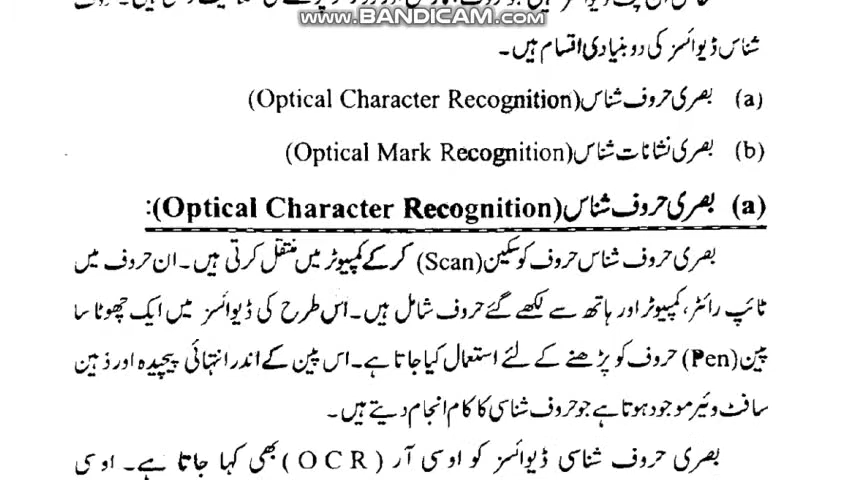 www.BANDICAM.com
شناس ڈیوائسز کی دو بنیادی اقسام ہیں۔
(a) بصری حروف شناس (Optical Character Recognition)
(b) بصری نشانات شناس (Optical Mark Recognition)
(a) بصری حروف شناس (Optical Character Recognition):
بصری حروف شناس حروف کو سکین (Scan) کر کے کمپیوٹر میں منتقل کرتی ہیں۔ ان حروف میں
ٹائپ رائٹر، کمپیوٹر اور ہاتھ سے لکھے گئے حروف شامل ہیں۔ اس طرح کی ڈیوائسز میں ایک چھوٹا سا
پین (Pen) حروف کو پڑھنے کے لئے استعمال کیا جاتا ہے۔ اس پین کے اندر انتہائی پیچیدہ اور ذہین
سافٹ وئیر موجود ہوتا ہے جو حروف شناسی کا کام انجام دیتے ہیں۔
بصری حروف شناسی ڈیوائسز کو او سی آر (OCR) بھی کہا جاتا ہے۔ او سی